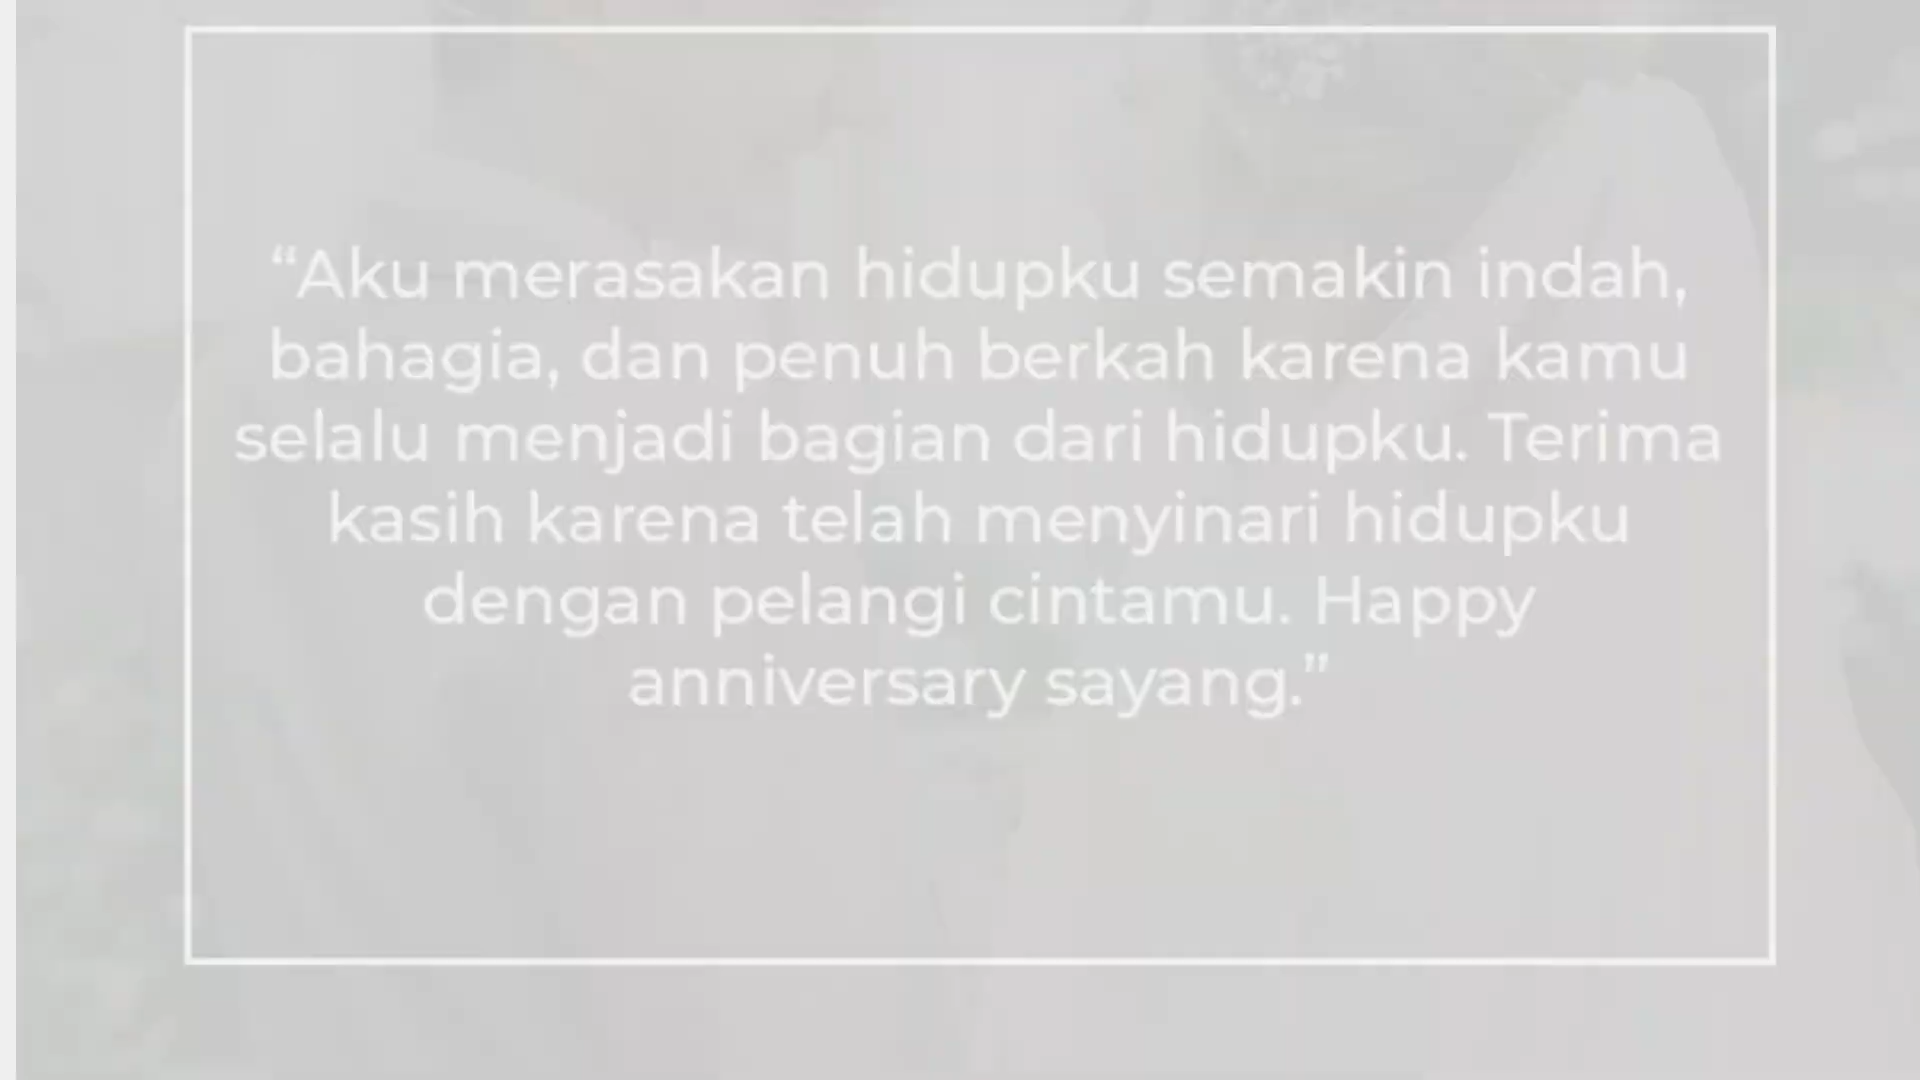 “Aku merasakan hidupku semakin indah,
bahagia, dan penuh berkah karena kamu
selalu menjadi bagian dari hidupku. Terima
kasih karena telah menyinari hidupku
dengan pelangi cintamu. Happy
anniversary sayang.”